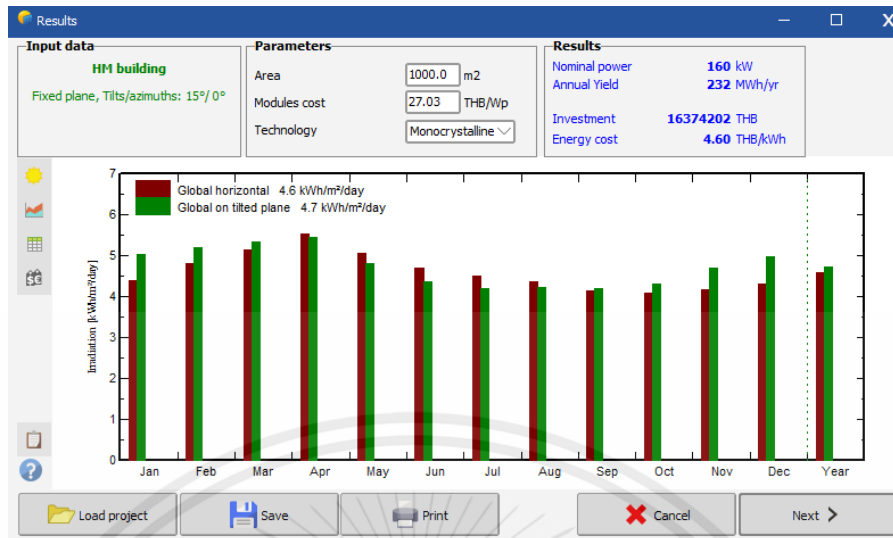 Results
Input data
HM building
Fixed plane, Tilts/azimuths: 15°/ 0°
Parameters
Area 1000.0 m2
Modules cost 27.03 THB/Wp
Technology Monocrystalline
Results
Nominal power 160 kW
Annual Yield 232 MWh/yr
Investment 16374202 THB
Energy cost 4.60 THB/kWh
Global horizontal 4.6 kWh/m²/day
Global on tilted plane 4.7 kWh/m²/day
Irradiation [kWh/m²/day]
7
6
5
4
3
2
1
0
Jan Feb Mar Apr May Jun Jul Aug Sep Oct Nov Dec Year
Load project Save Print Cancel Next